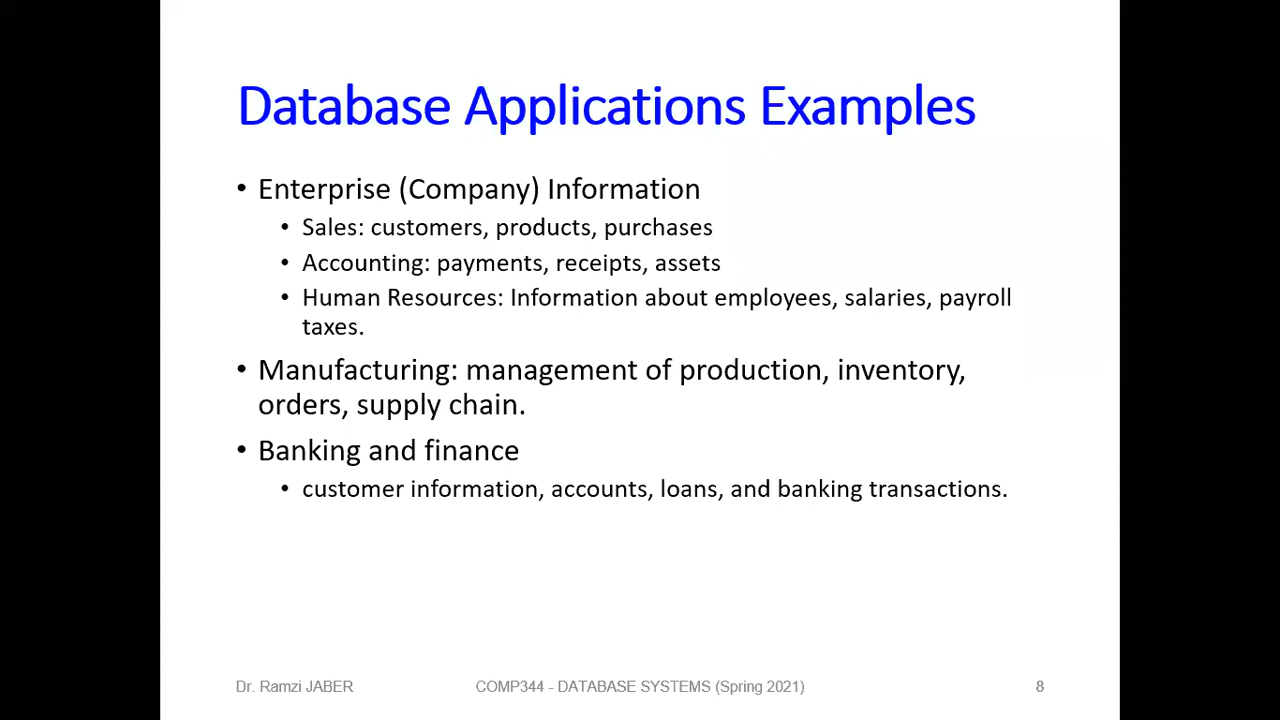 Database Applications Examples
• Enterprise (Company) Information
• Sales: customers, products, purchases
• Accounting: payments, receipts, assets
• Human Resources: Information about employees, salaries, payroll
taxes.
• Manufacturing: management of production, inventory,
orders, supply chain.
• Banking and finance
• customer information, accounts, loans, and banking transactions.
Dr. Ramzi JABER COMP344 - DATABASE SYSTEMS (Spring 2021) 8